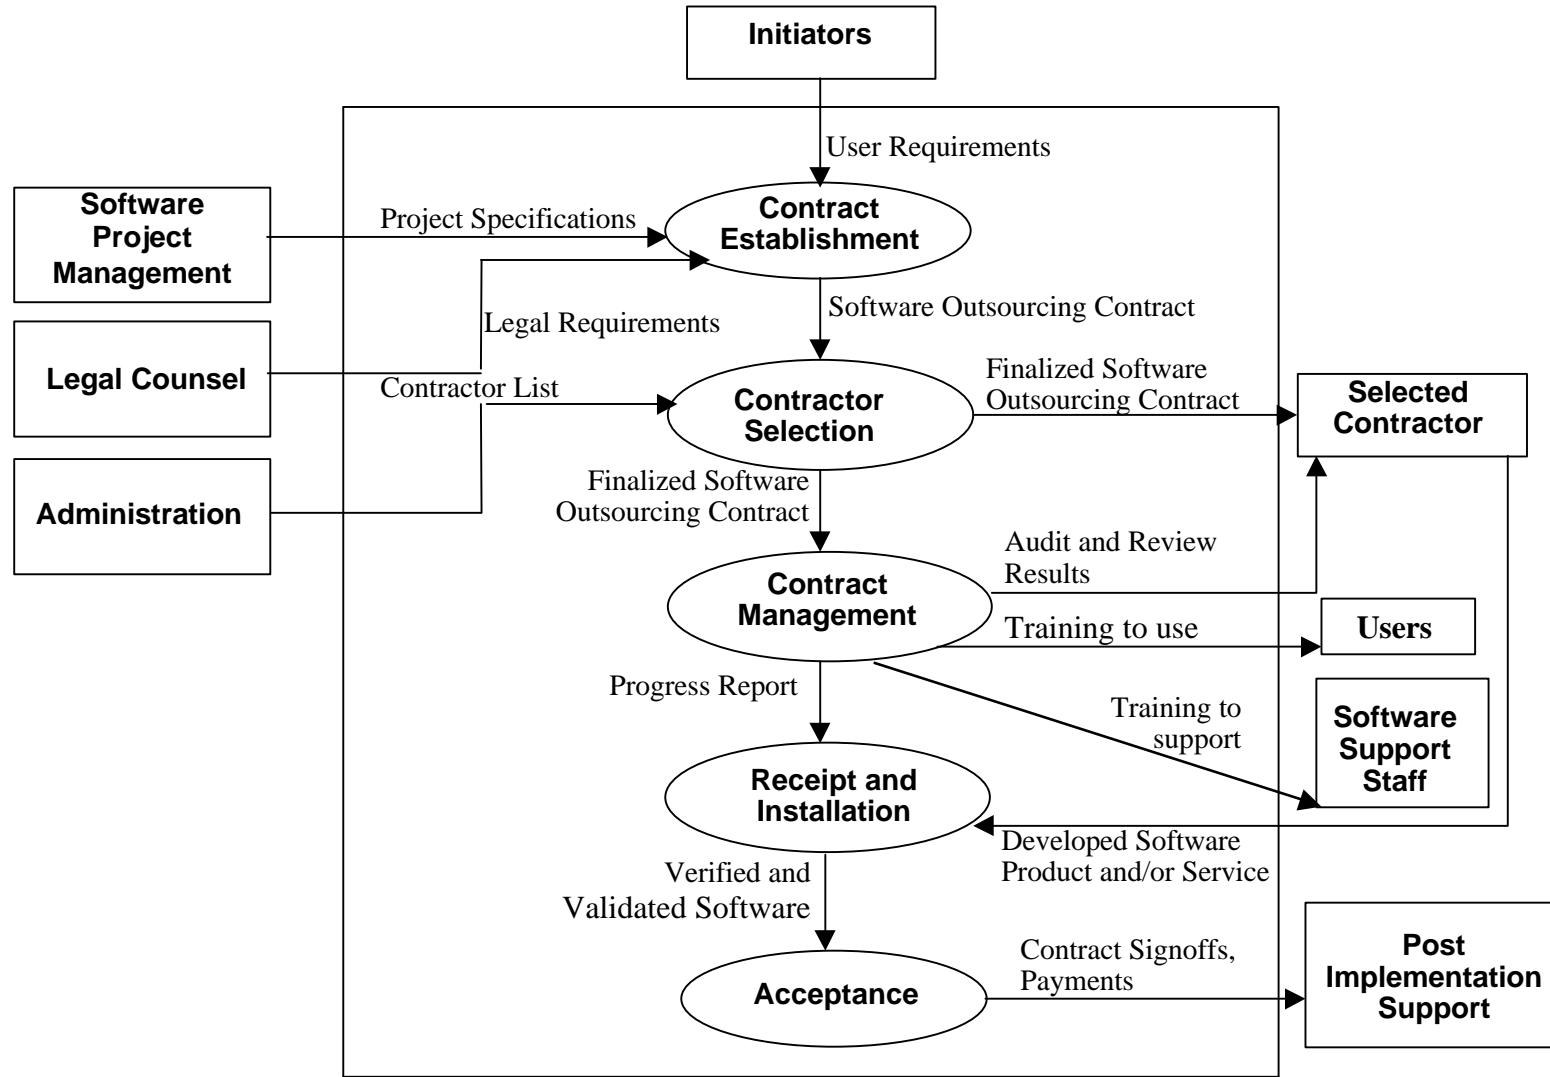 Initiators
User Requirements
Software
Project
Management
Project Specifications
Contract
Establishment
Legal Requirements
Software Outsourcing Contract
Legal Counsel
Contractor List
Contractor
Selection
Finalized Software
Outsourcing Contract
Selected
Contractor
Administration
Finalized Software
Outsourcing Contract
Contract
Management
Audit and Review
Results
Training to use
Users
Progress Report
Training to
support
Software
Support
Staff
Receipt and
Installation
Developed Software
Product and/or Service
Verified and
Validated Software
Acceptance
Contract Signoffs,
Payments
Post
Implementation
Support